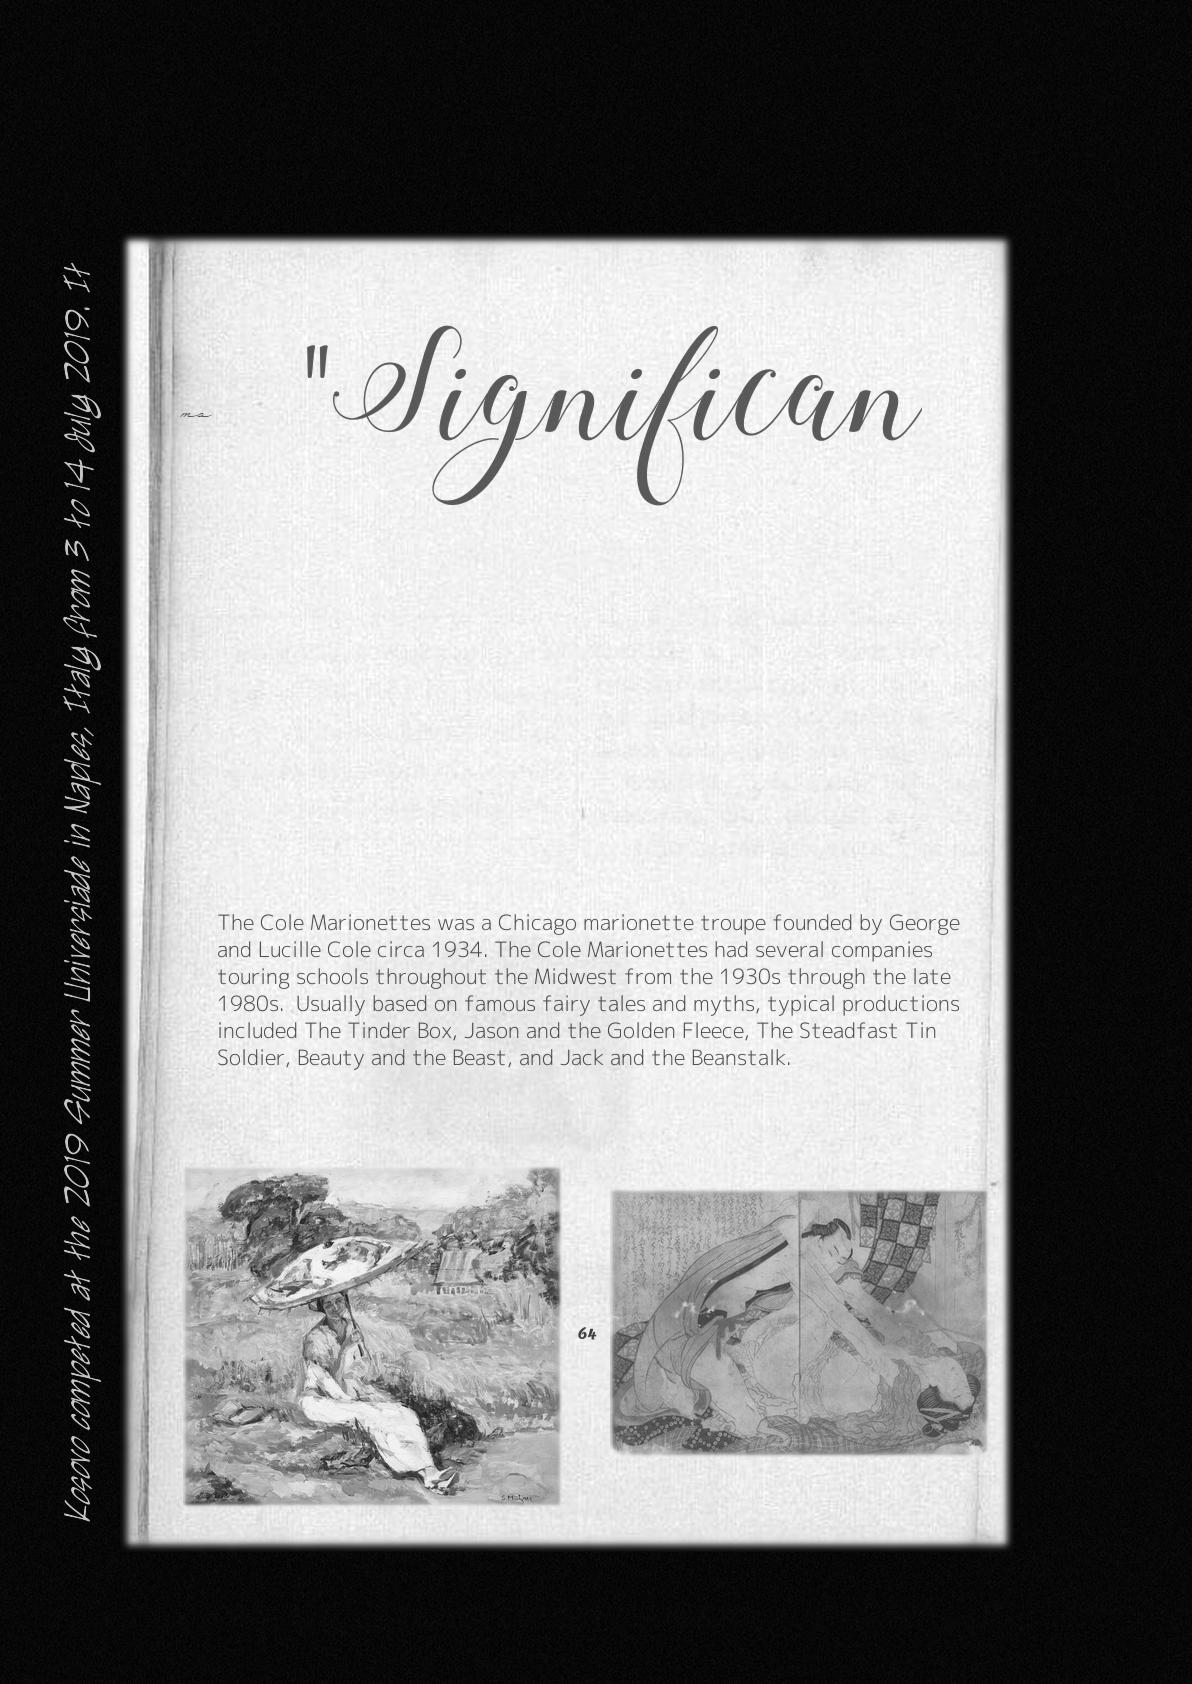 Kosovo competed at the 2019 Summer Universiade in Naples, Italy from 3 to 14 July 2019. It
ma
"Significan
The Cole Marionettes was a Chicago marionette troupe founded by George
and Lucille Cole circa 1934. The Cole Marionettes had several companies
touring schools throughout the Midwest from the 1930s through the late
1980s.  Usually based on famous fairy tales and myths, typical productions
included The Tinder Box, Jason and the Golden Fleece, The Steadfast Tin
Soldier, Beauty and the Beast, and Jack and the Beanstalk.
64